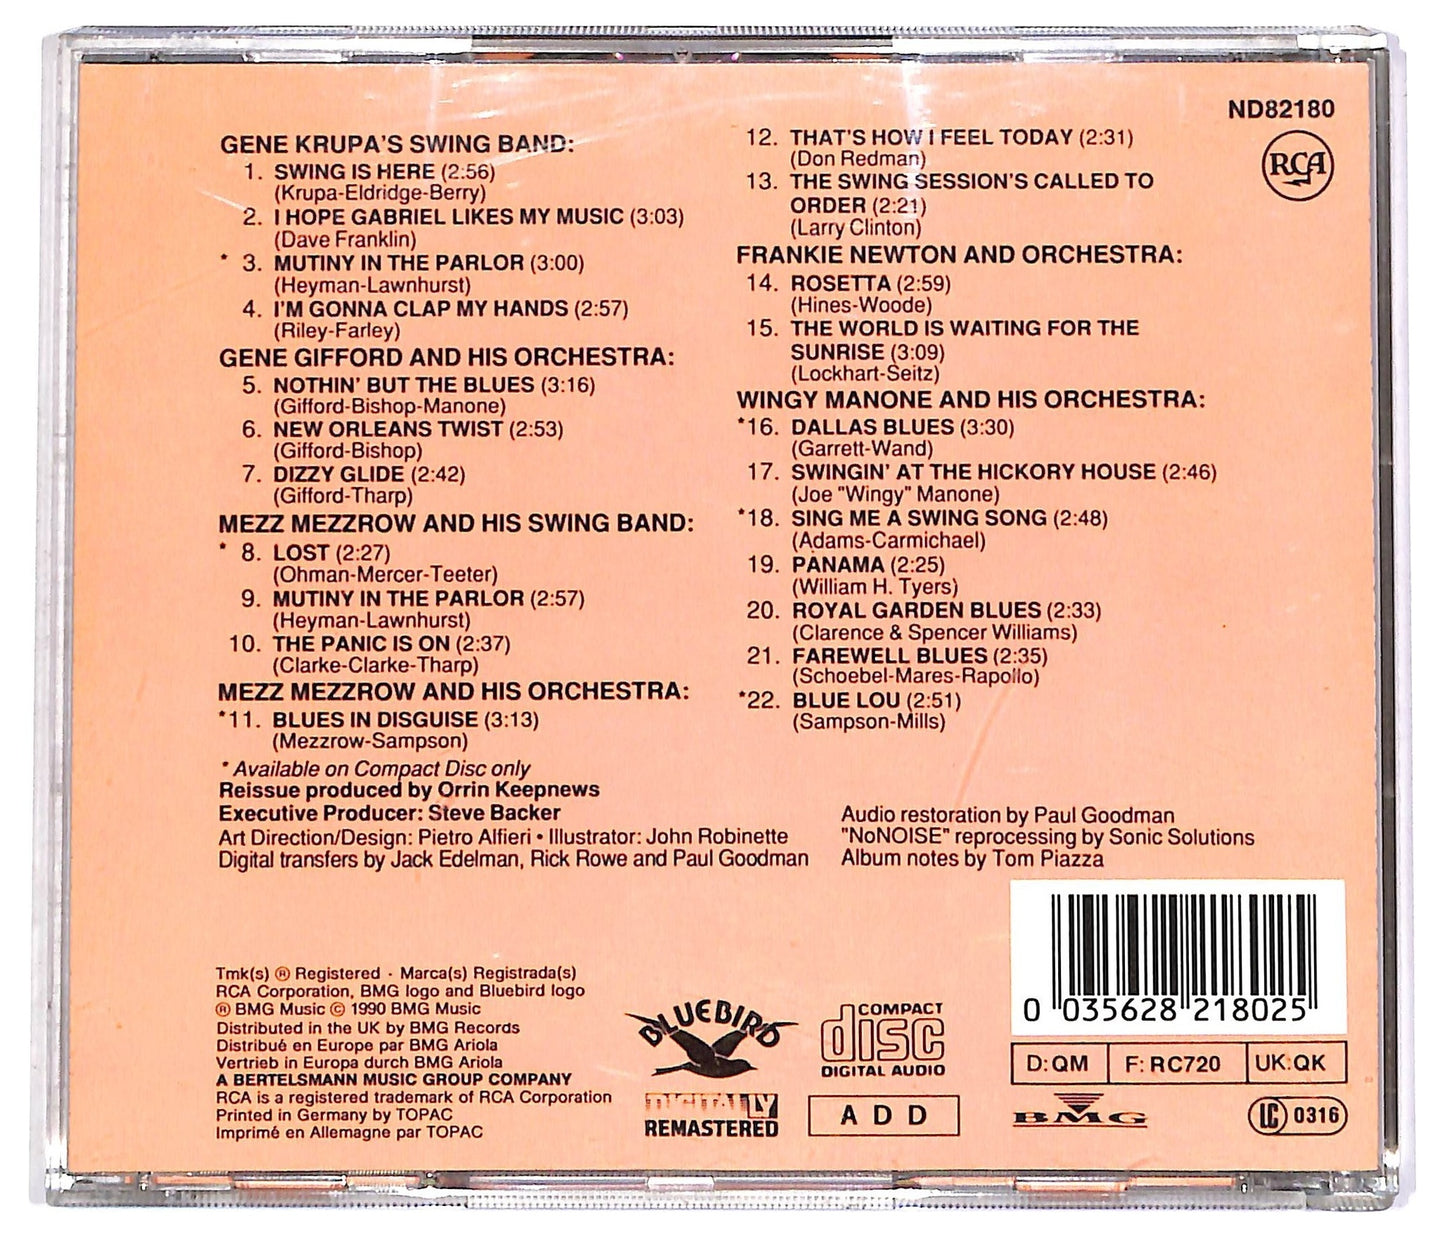 ND82180
RCA
GENE KRUPA'S SWING BAND:
1. SWING IS HERE (2:56)
(Krupa-Eldridge-Berry)
2. I HOPE GABRIEL LIKES MY MUSIC (3:03)
(Dave Franklin)
* 3. MUTINY IN THE PARLOR (3:00)
(Heyman-Lawnhurst)
4. I'M GONNA CLAP MY HANDS (2:57)
(Riley-Farley)
GENE GIFFORD AND HIS ORCHESTRA:
5. NOTHIN' BUT THE BLUES (3:16)
(Gifford-Bishop-Manone)
6. NEW ORLEANS TWIST (2:53)
(Gifford-Bishop)
7. DIZZY GLIDE (2:42)
(Gifford-Tharp)
MEZZ MEZZROW AND HIS SWING BAND:
* 8. LOST (2:27)
(Ohman-Mercer-Teeter)
9. MUTINY IN THE PARLOR (2:57)
(Heyman-Lawnhurst)
10. THE PANIC IS ON (2:37)
(Clarke-Clarke-Tharp)
MEZZ MEZZROW AND HIS ORCHESTRA:
*11. BLUES IN DISGUISE (3:13)
(Mezzrow-Sampson)
12. THAT'S HOW I FEEL TODAY (2:31)
(Don Redman)
13. THE SWING SESSION'S CALLED TO
ORDER (2:21)
(Larry Clinton)
FRANKIE NEWTON AND ORCHESTRA:
14. ROSETTA (2:59)
(Hines-Woode)
15. THE WORLD IS WAITING FOR THE
SUNRISE (3:09)
(Lockhart-Seitz)
WINGY MANONE AND HIS ORCHESTRA:
*16. DALLAS BLUES (3:30)
(Garrett-Wand)
17. SWINGIN' AT THE HICKORY HOUSE (2:46)
(Joe "Wingy" Manone)
*18. SING ME A SWING SONG (2:48)
(Adams-Carmichael)
19. PANAMA (2:25)
(William H. Tyers)
20. ROYAL GARDEN BLUES (2:33)
(Clarence & Spencer Williams)
21. FAREWELL BLUES (2:35)
(Schoebel-Mares-Rapollo)
*22. BLUE LOU (2:51)
(Sampson-Mills)
* Available on Compact Disc only
Reissue produced by Orrin Keepnews
Executive Producer: Steve Backer
Art Direction/Design: Pietro Alfieri • Illustrator: John Robinette
Digital transfers by Jack Edelman, Rick Rowe and Paul Goodman
Audio restoration by Paul Goodman
"NoNOISE" reprocessing by Sonic Solutions
Album notes by Tom Piazza
Tmk(s) ® Registered · Marca(s) Registrada(s)
RCA Corporation, BMG logo and Bluebird logo
® BMG Music © 1990 BMG Music
Distributed in the UK by BMG Records
Distribué en Europe par BMG Ariola
Vertrieb in Europa durch BMG Ariola
A BERTELSMANN MUSIC GROUP COMPANY
RCA is a registered trademark of RCA Corporation
Printed in Germany by TOPAC
Imprimé en Allemagne par TOPAC
BLUEBIRD
DIGITALLY
REMASTERED
COMPACT
disc
DIGITAL AUDIO
ADD
0 035628 218025
D:QM F:RC720 UK:QK
BMG
LC 0316